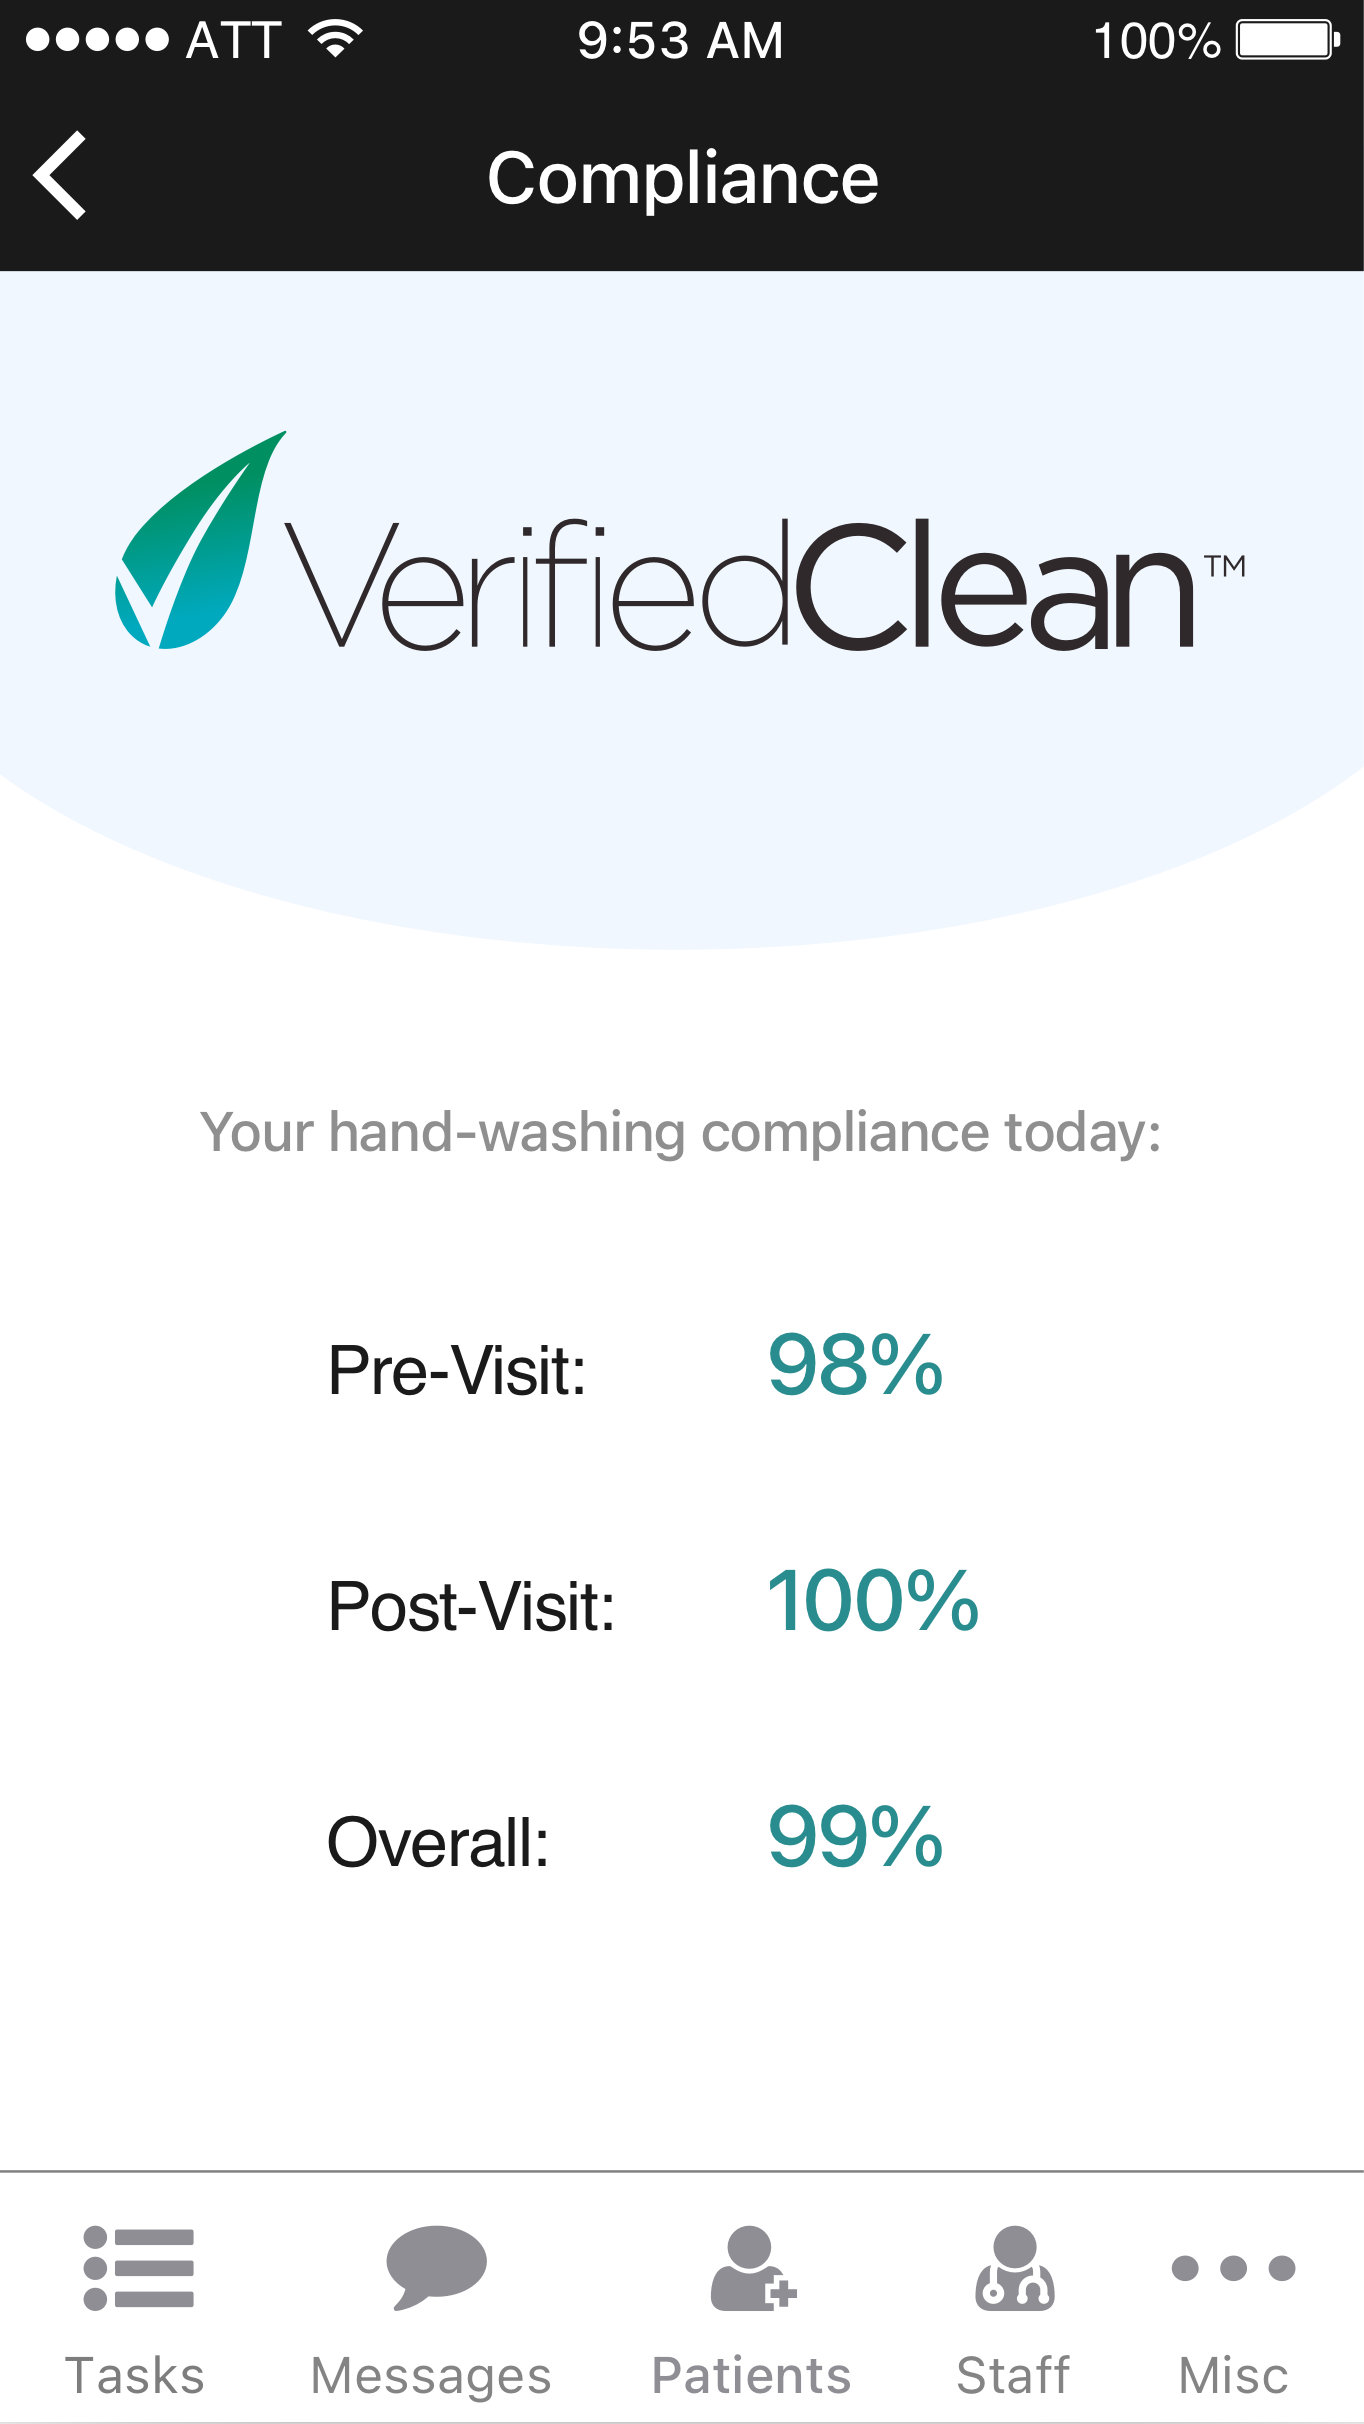 ATT 9:53 AM 100%
Compliance
VerifiedClean™
Your hand-washing compliance today:
Pre-Visit: 98%
Post-Visit: 100%
Overall: 99%
Tasks Messages Patients Staff Misc